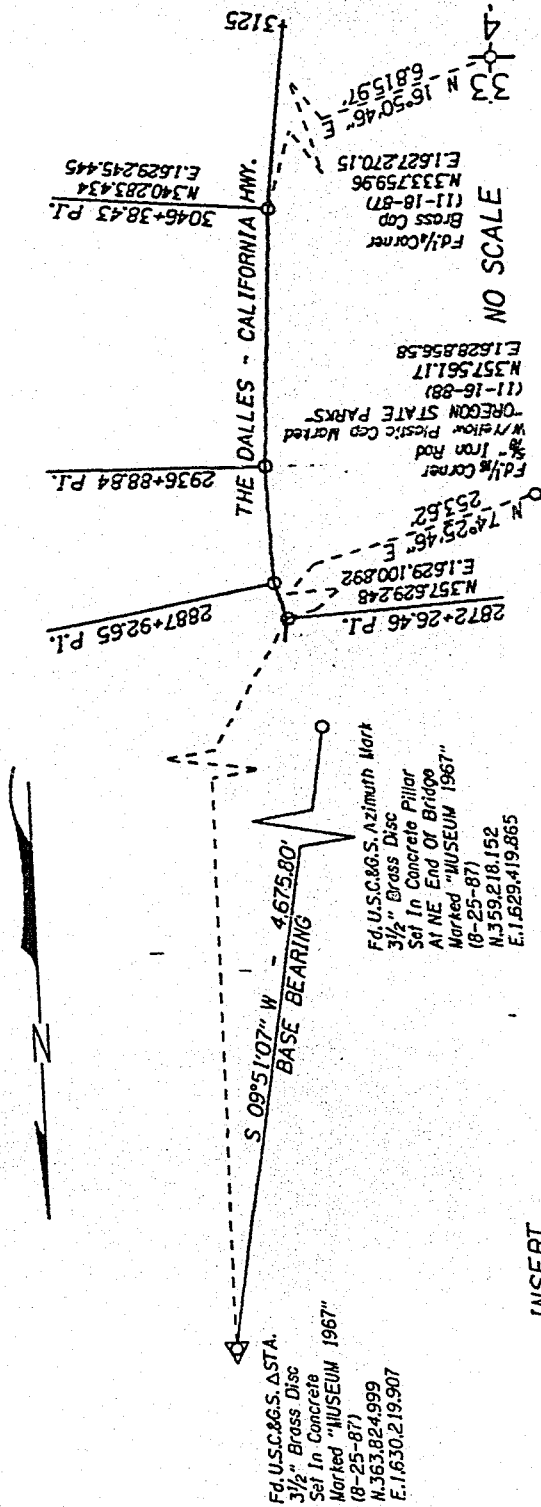 N
Fd. U.S.C.&G.S. ∆STA.
3½" Brass Disc
Set In Concrete
Marked "MUSEUM 1967"
(8-25-87)
N.363,824.999
E.1,630,219.907
S 09°51'07" W - 4,675.80'
BASE BEARING
Fd. U.S.C.&G.S. Azimuth Mark
3½" Brass Disc
Set In Concrete Pillar
At NE End Of Bridge
Marked "MUSEUM 1967"
(8-25-87)
N.359,218.152
E.1,629,419.865
2872+26.46 P.I.
N.357,629.248
E.1,629,100.892
N 74°25'46" E
253.62'
2887+92.65 P.I.
2936+88.84 P.I.
THE DALLES - CALIFORNIA HWY.
3046+38.43 P.I.
N.340,283.434
E.1,629,245.445
+3125
Fd. 1/16 Corner
5/8" Iron Rod
W/Yellow Plastic Cap Marked
"OREGON STATE PARKS"
(11-16-88)
N.357,561.17
E.1,628,856.58
Fd. ¼ Corner
Brass Cap
(11-18-87)
N.333,759.96
E.1,627,270.15
N 16°50'46" E
6,815.97'
33
4
NO SCALE
INSERT